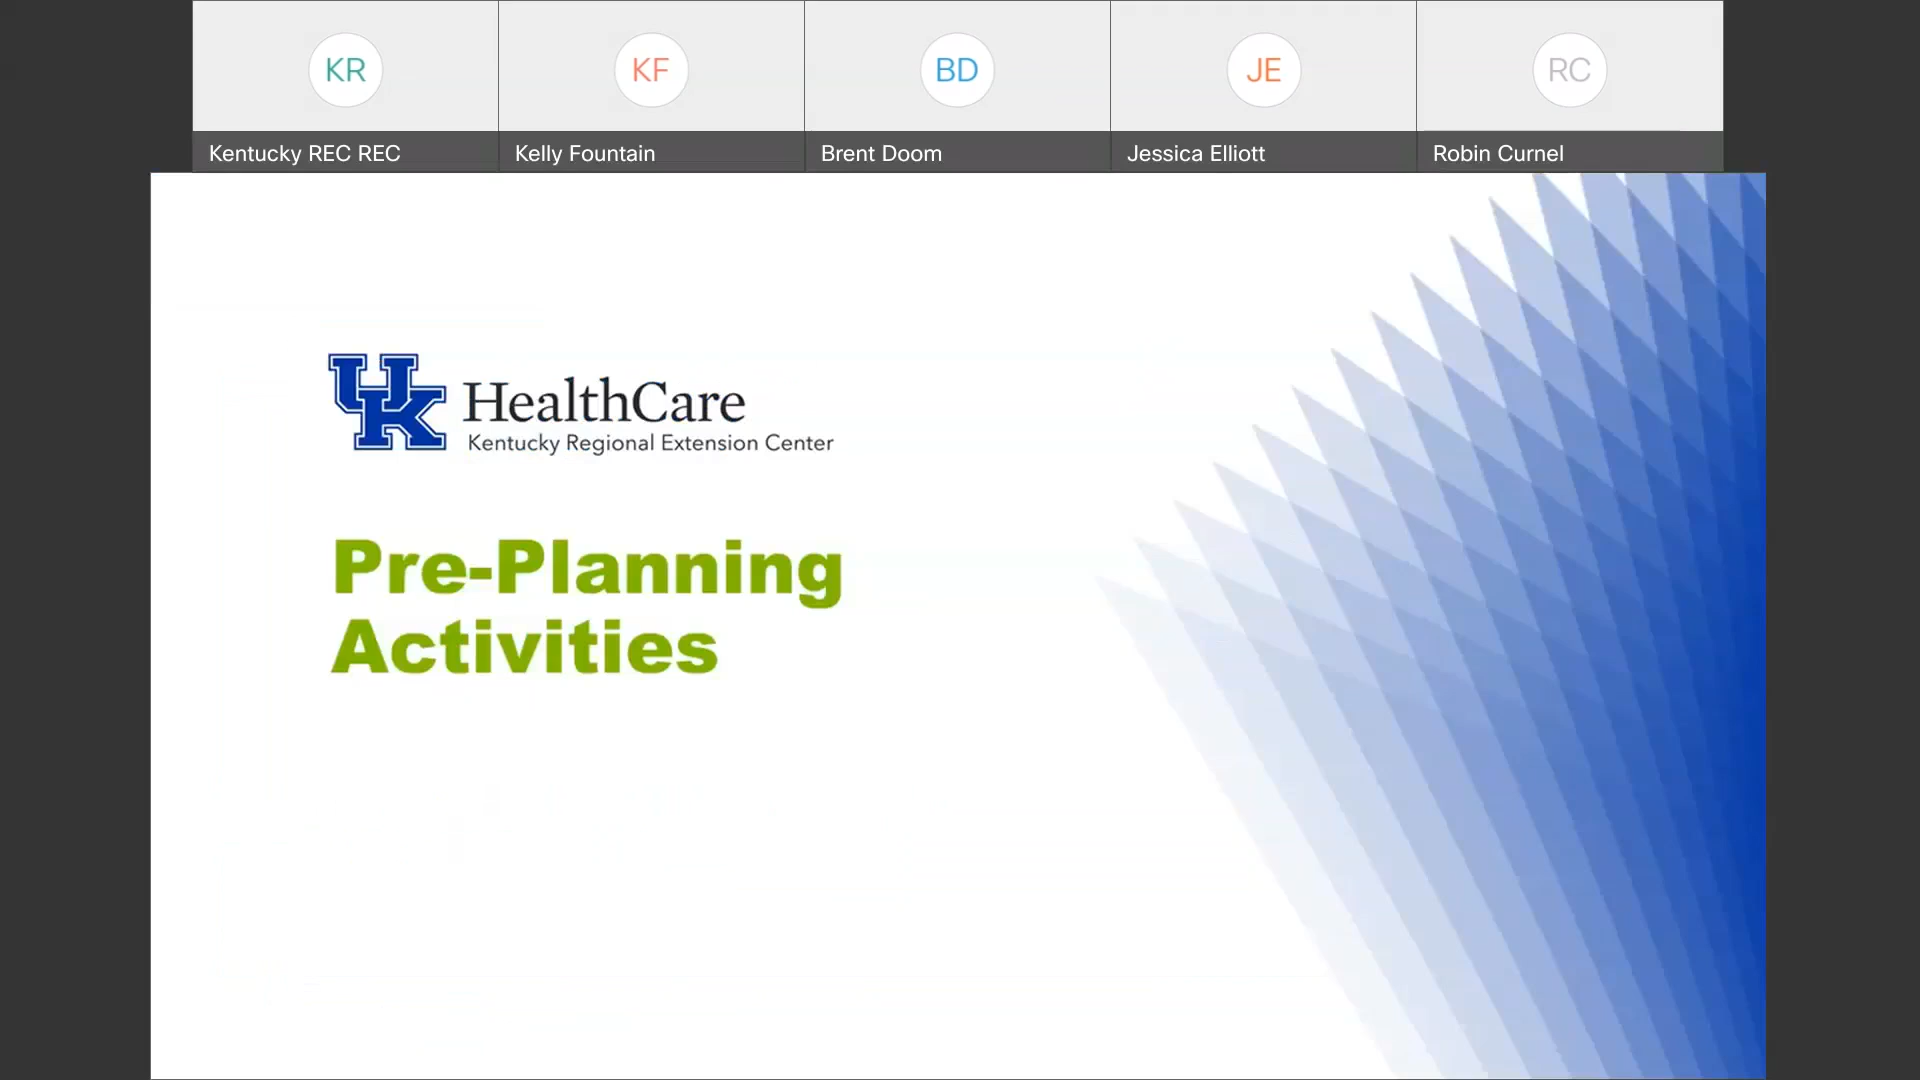 KR
KF
BD
JE
RC
Kentucky REC REC
Kelly Fountain
Brent Doom
Jessica Elliott
Robin Curnel
UK HealthCare
Kentucky Regional Extension Center
Pre-Planning
Activities